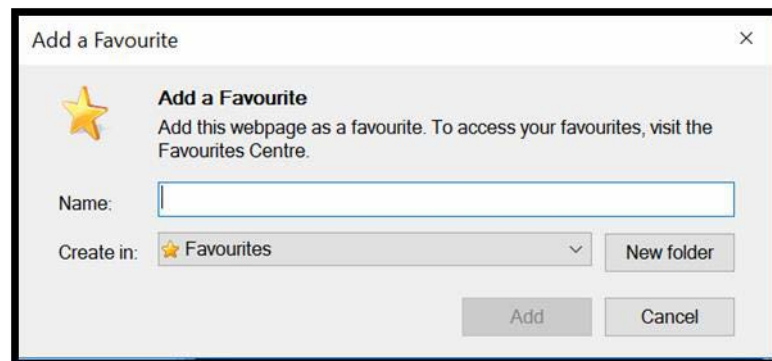 Add a Favourite
Add a Favourite
Add this webpage as a favourite. To access your favourites, visit the
Favourites Centre.
Name:
Create in:
Favourites
New folder
Add
Cancel